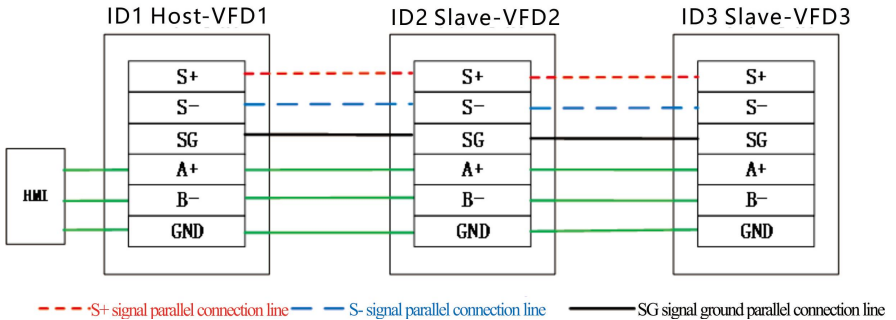 ID1 Host-VFD1 ID2 Slave-VFD2 ID3 Slave-VFD3
S+ S+ S+
S- S- S-
SG SG SG
A+ A+ A+
HMI B- B- B-
GND GND GND
S+ signal parallel connection line S- signal parallel connection line SG signal ground parallel connection line